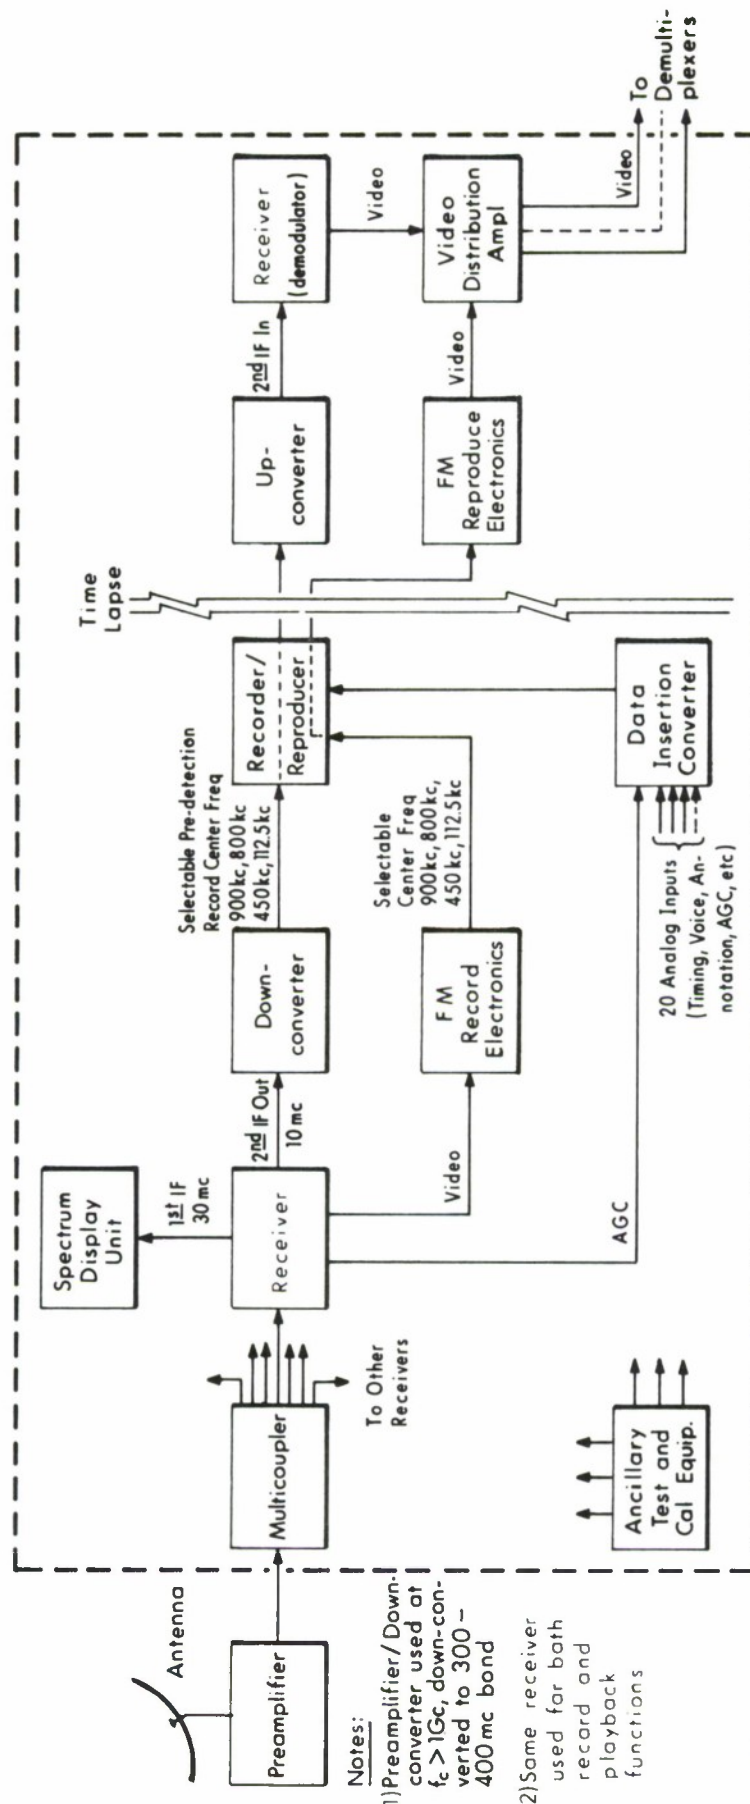 Antenna
Preamplifier
Notes:
1) Preamplifier/Down-
converter used at
fc > 1Gc, down-con-
verted to 300 –
400 mc bond
2) Same receiver
used far bath
record and
playback
functions
Multicoupler
To Other
Receivers
Ancillary
Test and
Cal Equip.
Spectrum
Display
Unit
1st IF
30 mc
Receiver
2nd IF Out
10 mc
Video
AGC
Down-
converter
FM
Record
Electronics
Selectable Pre-detection
Record Center Freq
900 kc, 800 kc
450 kc, 112.5 kc
Selectable
Center Freq
900 kc, 800 kc,
450 kc, 112.5 kc
20 Analog Inputs
(Timing, Voice, An-
notation, AGC, etc)
Recorder/
Reproducer
Data
Insertion
Converter
Time
Lapse
Up-
converter
FM
Reproduce
Electronics
2nd IF In
Video
Receiver
(demodulator)
Video
Video
Distribution
Ampl
Video
To
Demulti-
plexers